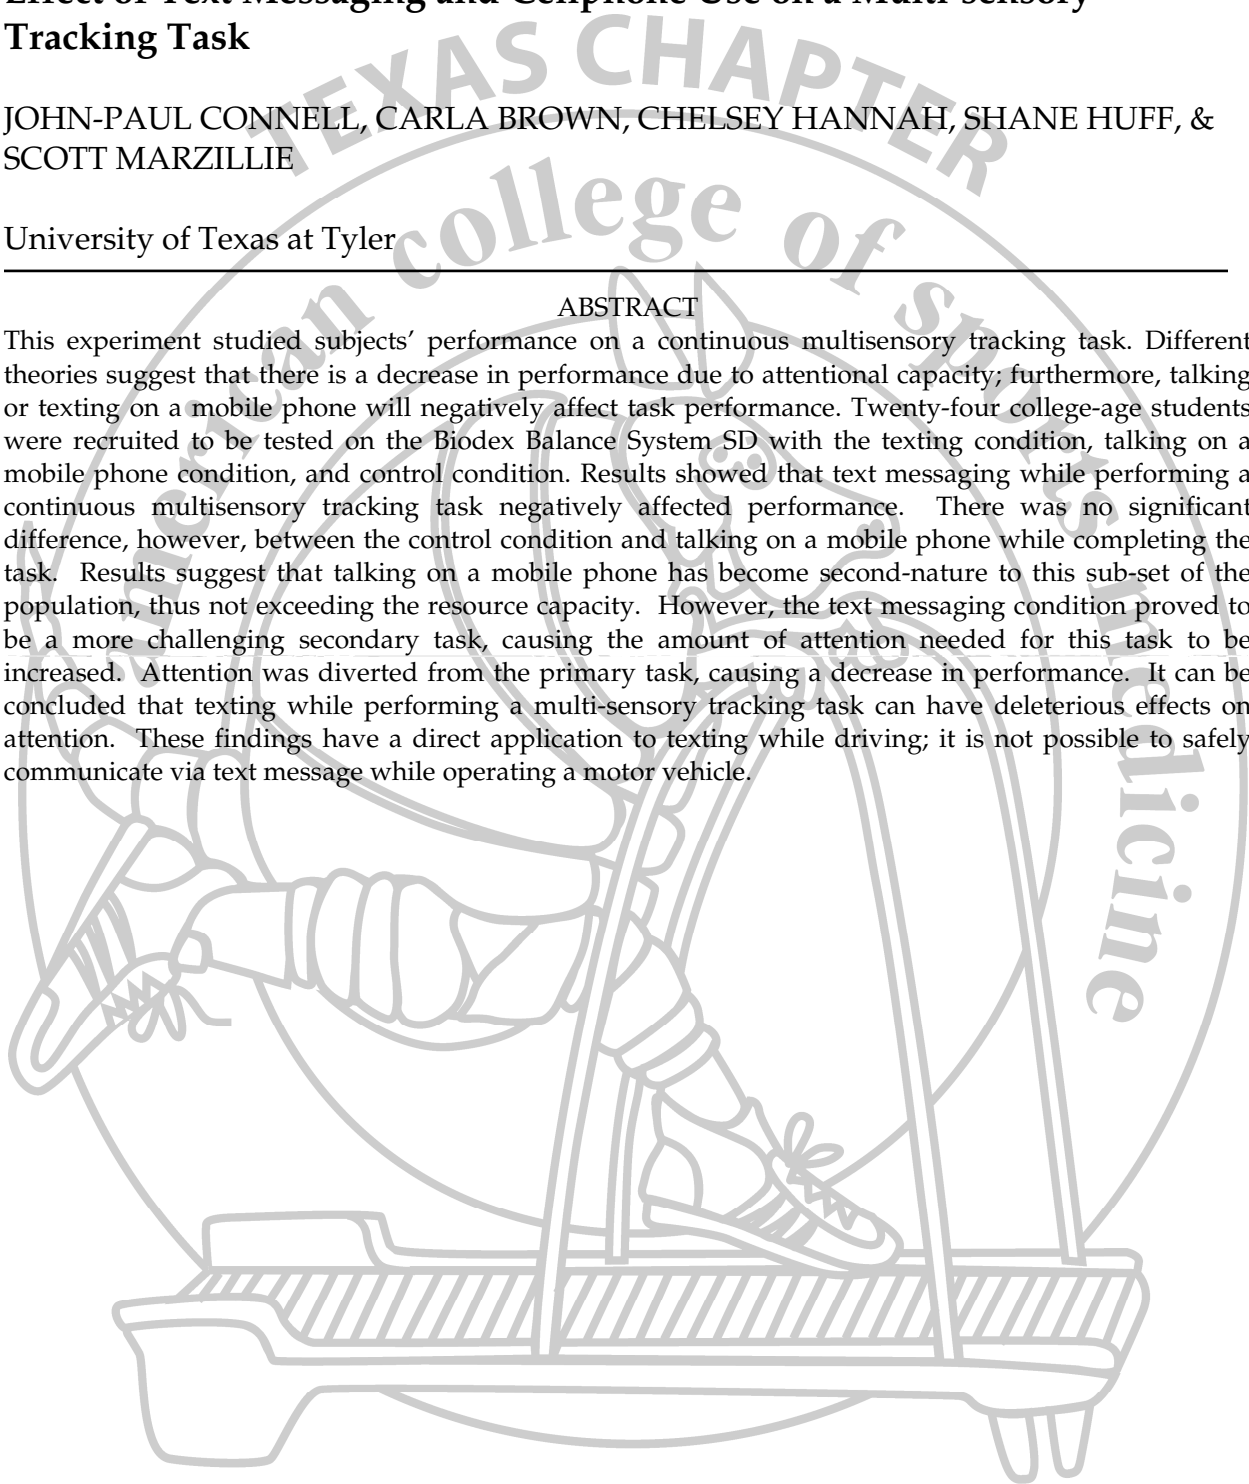 Effect of Text Messaging and Cellphone Use on a Multi-sensory
Tracking Task
JOHN-PAUL CONNELL, CARLA BROWN, CHELSEY HANNAH, SHANE HUFF, &
SCOTT MARZILLIE
University of Texas at Tyler
ABSTRACT
This experiment studied subjects' performance on a continuous multisensory tracking task. Different
theories suggest that there is a decrease in performance due to attentional capacity; furthermore, talking
or texting on a mobile phone will negatively affect task performance. Twenty-four college-age students
were recruited to be tested on the Biodex Balance System SD with the texting condition, talking on a
mobile phone condition, and control condition. Results showed that text messaging while performing a
continuous multisensory tracking task negatively affected performance. There was no significant
difference, however, between the control condition and talking on a mobile phone while completing the
task. Results suggest that talking on a mobile phone has become second-nature to this sub-set of the
population, thus not exceeding the resource capacity. However, the text messaging condition proved to
be a more challenging secondary task, causing the amount of attention needed for this task to be
increased. Attention was diverted from the primary task, causing a decrease in performance. It can be
concluded that texting while performing a multi-sensory tracking task can have deleterious effects on
attention. These findings have a direct application to texting while driving; it is not possible to safely
communicate via text message while operating a motor vehicle.
TEXAS CHAPTER
american college of sports medicine